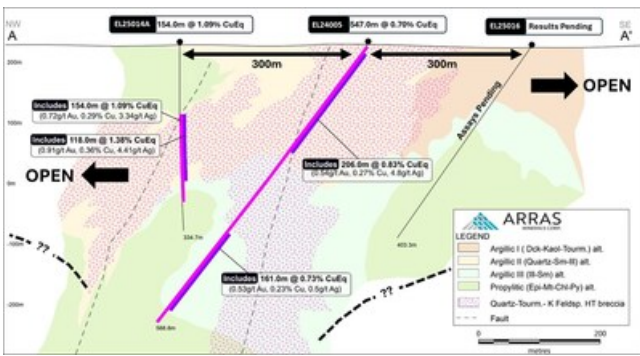 NW
A
EL25014A 154.0m @ 1.09% CuEq
EL24005 547.0m @ 0.70% CuEq
EL25016 Results Pending
SE
A'
200m
300m
300m
OPEN
Includes 154.0m @ 1.09% CuEq
(0.72g/t Au, 0.29% Cu, 3.34g/t Ag)
100m
Includes 118.0m @ 1.38% CuEq
(0.91g/t Au, 0.36% Cu, 4.41g/t Ag)
Assays Pending
Includes 206.0m @ 0.83% CuEq
(0.54g/t Au, 0.27% Cu, 4.8g/t Ag)
OPEN
0m
334.7m
403.3m
-100m
??
Includes 161.0m @ 0.73% CuEq
(0.53g/t Au, 0.23% Cu, 0.5g/t Ag)
??
-200m
ARRAS
MINERALS CORP.
LEGEND
Argillic I ( Dck-Kaol-Tourm.) alt.
Argillic II (Quartz-Sm-Ill) alt.
Argillic III (Ill-Sm) alt.
Propylitic (Epi-Mt-Chl-Py) alt.
Quartz-Tourm.- K Feldsp. HT breccia
Fault
0
200
metres